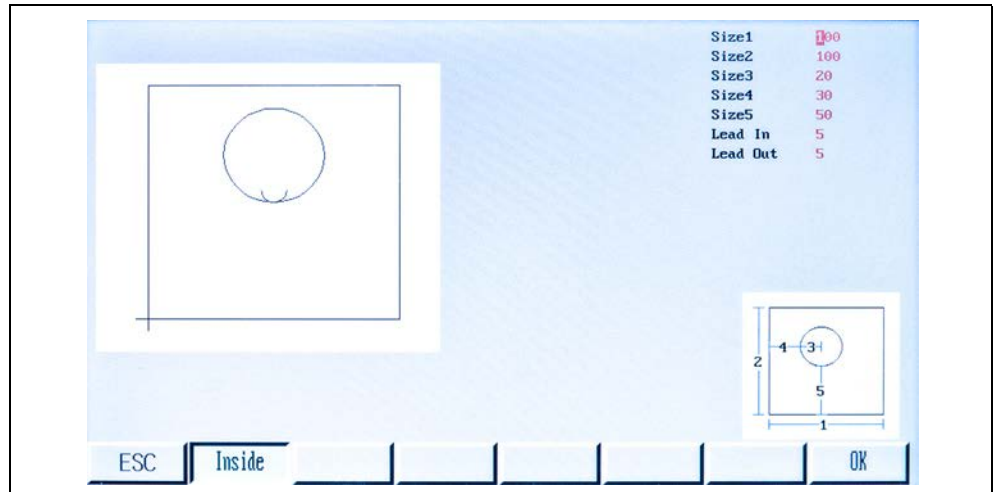 Size1 100
Size2 100
Size3 20
Size4 30
Size5 50
Lead In 5
Lead Out 5
4 3
2
5
1
ESC Inside OK